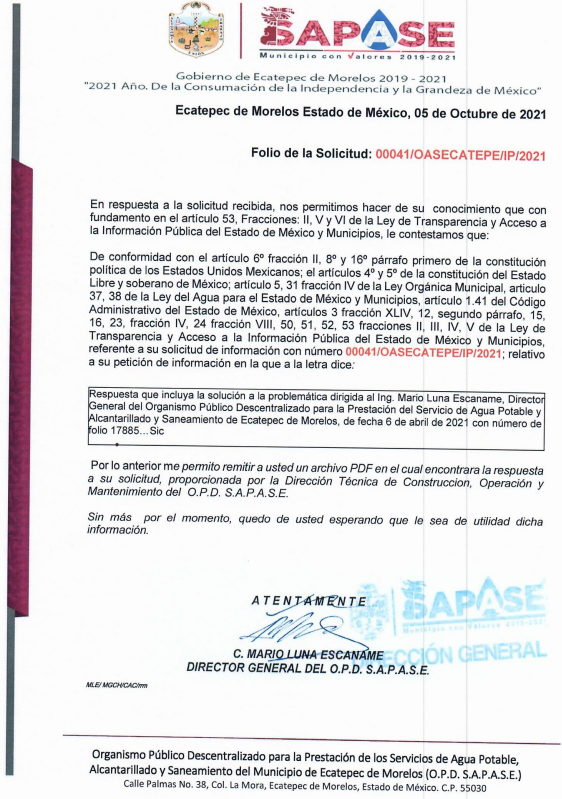 SAPASE
Municipio con Valores 2019-2021
Gobierno de Ecatepec de Morelos 2019 - 2021
"2021 Año. De la Consumación de la Independencia y la Grandeza de México"
Ecatepec de Morelos Estado de México, 05 de Octubre de 2021
Folio de la Solicitud: 00041/OASECATEPE/IP/2021
En respuesta a la solicitud recibida, nos permitimos hacer de su conocimiento que con
fundamento en el artículo 53, Fracciones: II, V y VI de la Ley de Transparencia y Acceso a
la Información Pública del Estado de México y Municipios, le contestamos que:
De conformidad con el artículo 6º fracción II, 8º y 16º párrafo primero de la constitución
política de los Estados Unidos Mexicanos; el artículos 4º y 5º de la constitución del Estado
Libre y soberano de México; artículo 5, 31 fracción IV de la Ley Orgánica Municipal, articulo
37, 38 de la Ley del Agua para el Estado de México y Municipios, artículo 1.41 del Código
Administrativo del Estado de México, artículos 3 fracción XLIV, 12, segundo párrafo, 15,
16, 23, fracción IV, 24 fracción VIII, 50, 51, 52, 53 fracciones II, III, IV, V de la Ley de
Transparencia y Acceso a la Información Pública del Estado de México y Municipios,
referente a su solicitud de información con número 00041/OASECATEPE/IP/2021; relativo
a su petición de información en la que a la letra dice:
Respuesta que incluya la solución a la problemática dirigida al Ing. Mario Luna Escaname, Director
General del Organismo Público Descentralizado para la Prestación del Servicio de Agua Potable y
Alcantarillado y Saneamiento de Ecatepec de Morelos, de fecha 6 de abril de 2021 con número de
folio 17885...Sic
Por lo anterior me permito remitir a usted un archivo PDF en el cual encontrara la respuesta
a su solicitud, proporcionada por la Dirección Técnica de Construccion, Operación y
Mantenimiento del O.P.D. S.A.P.A.S.E.
Sin más por el momento, quedo de usted esperando que le sea de utilidad dicha
información.
ATENTAMENTE
SAPASE
Municipio con Valores 2019-2021
DIRECCIÓN GENERAL
C. MARIO LUNA ESCANAME
DIRECTOR GENERAL DEL O.P.D. S.A.P.A.S.E.
MLE/ MGCH/CAC/rrn
Organismo Público Descentralizado para la Prestación de los Servicios de Agua Potable,
Alcantarillado y Saneamiento del Municipio de Ecatepec de Morelos (O.P.D. S.A.P.A.S.E.)
Calle Palmas No. 38, Col. La Mora, Ecatepec de Morelos, Estado de México. C.P. 55030